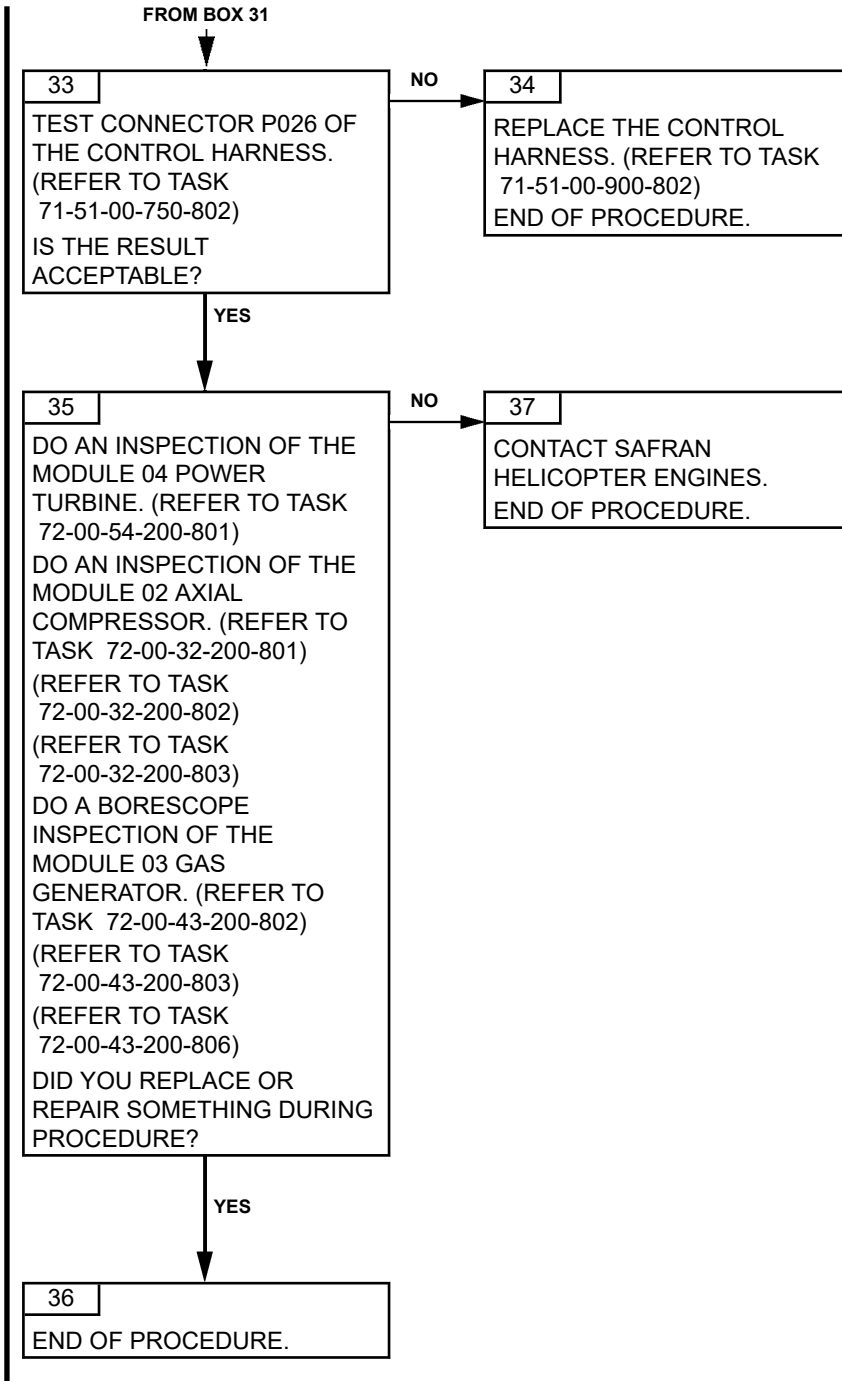 FROM BOX 31
33
TEST CONNECTOR P026 OF
THE CONTROL HARNESS.
(REFER TO TASK
71-51-00-750-802)
IS THE RESULT
ACCEPTABLE?
NO
34
REPLACE THE CONTROL
HARNESS. (REFER TO TASK
71-51-00-900-802)
END OF PROCEDURE.
YES
35
DO AN INSPECTION OF THE
MODULE 04 POWER
TURBINE. (REFER TO TASK
72-00-54-200-801)
DO AN INSPECTION OF THE
MODULE 02 AXIAL
COMPRESSOR. (REFER TO
TASK 72-00-32-200-801)
(REFER TO TASK
72-00-32-200-802)
(REFER TO TASK
72-00-32-200-803)
DO A BORESCOPE
INSPECTION OF THE
MODULE 03 GAS
GENERATOR. (REFER TO
TASK 72-00-43-200-802)
(REFER TO TASK
72-00-43-200-803)
(REFER TO TASK
72-00-43-200-806)
DID YOU REPLACE OR
REPAIR SOMETHING DURING
PROCEDURE?
NO
37
CONTACT SAFRAN
HELICOPTER ENGINES.
END OF PROCEDURE.
YES
36
END OF PROCEDURE.